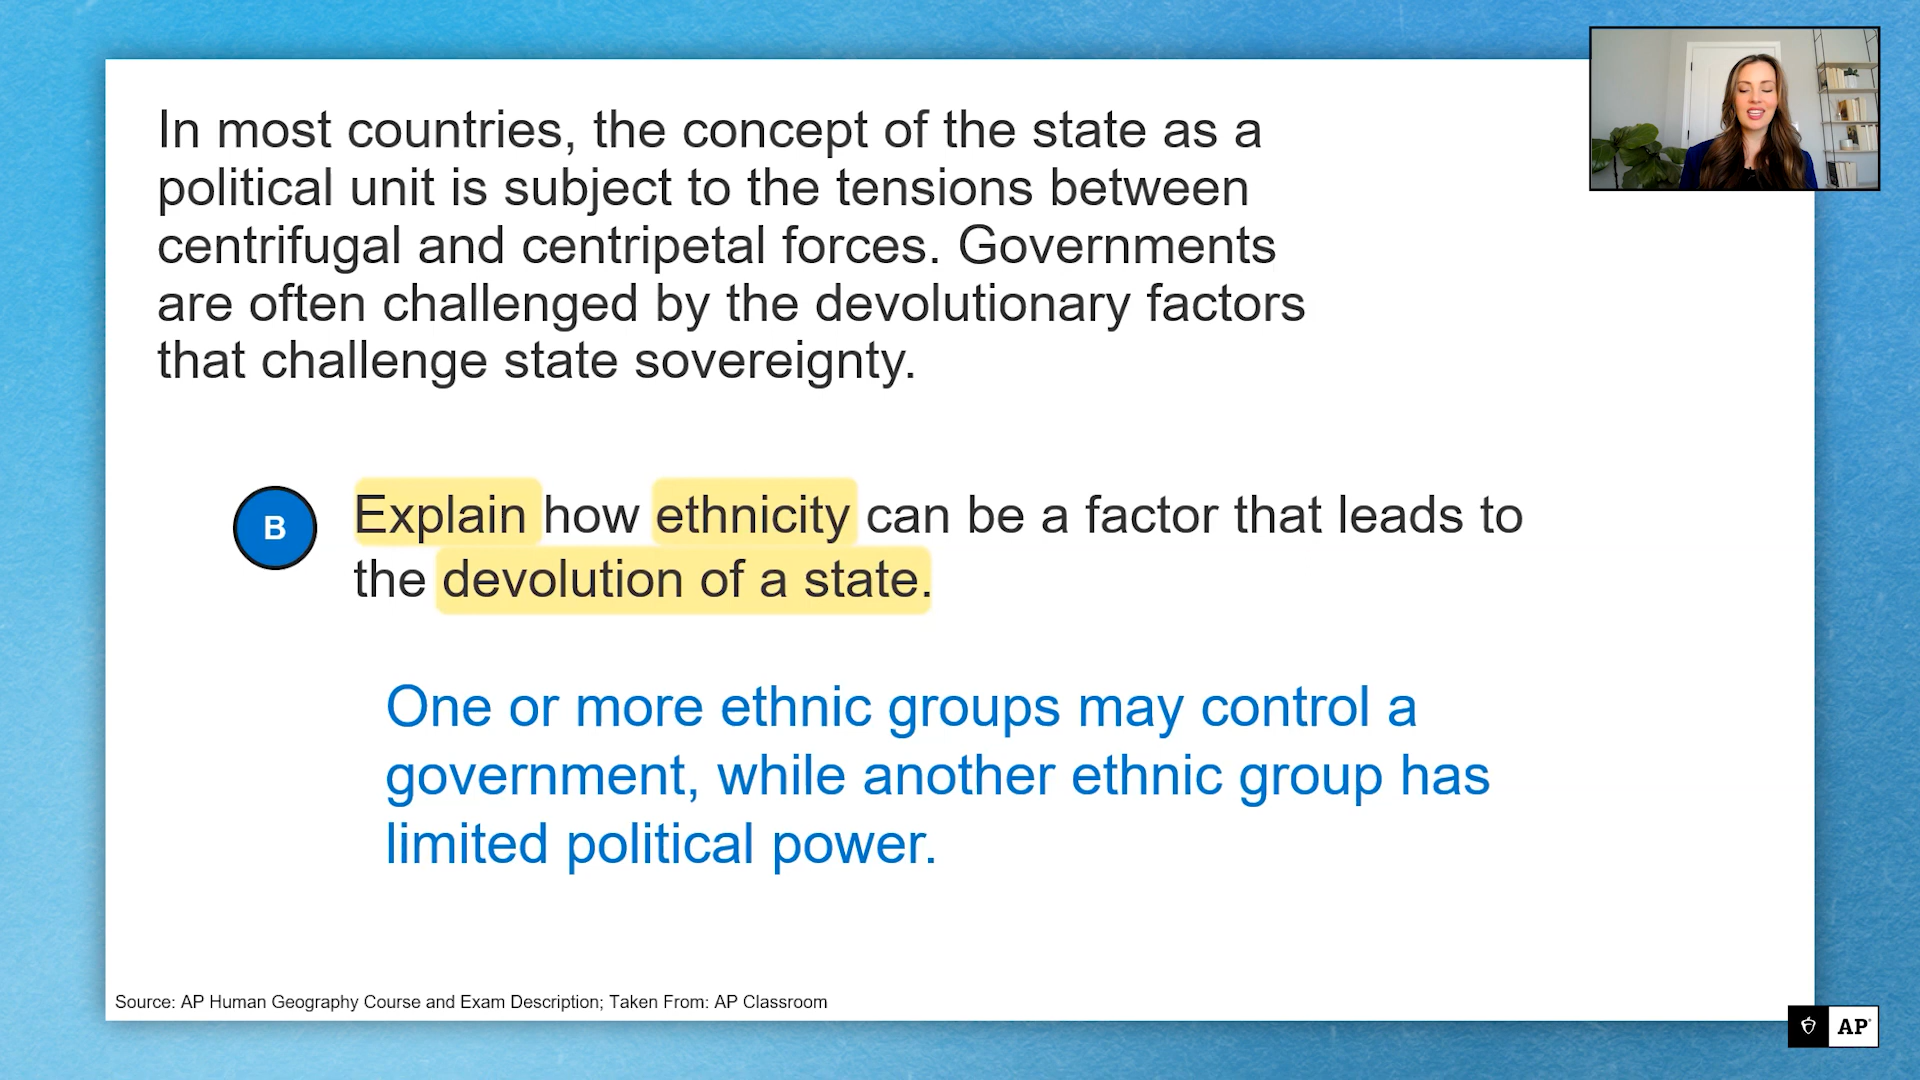 In most countries, the concept of the state as a
political unit is subject to the tensions between
centrifugal and centripetal forces. Governments
are often challenged by the devolutionary factors
that challenge state sovereignty.
B
Explain how ethnicity can be a factor that leads to
the devolution of a state.
One or more ethnic groups may control a
government, while another ethnic group has
limited political power.
Source: AP Human Geography Course and Exam Description; Taken From: AP Classroom
AP